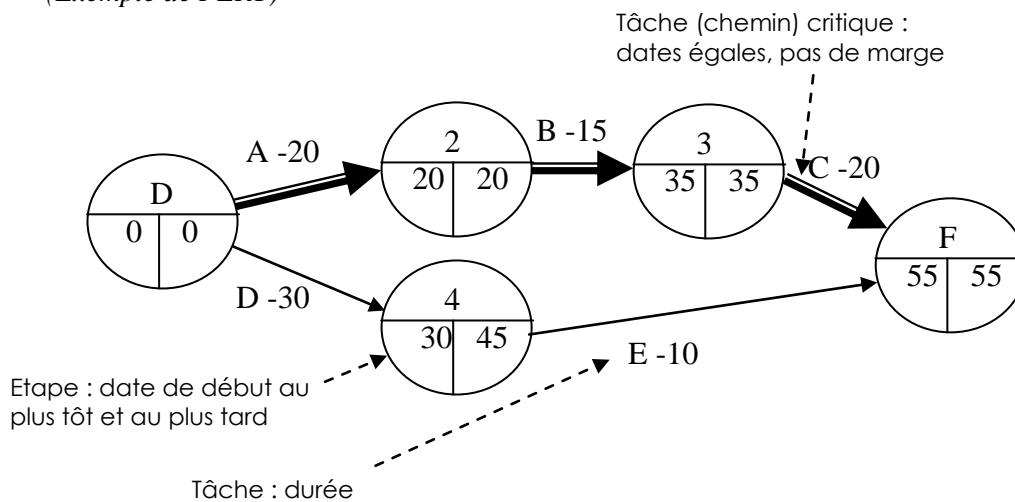 (Exemple de PERT)
Tâche (chemin) critique :
dates égales, pas de marge
A -20
2
20 20
B -15
3
35 35
C -20
D
0 0
F
55 55
D -30
4
30 45
E -10
Etape : date de début au
plus tôt et au plus tard
Tâche : durée